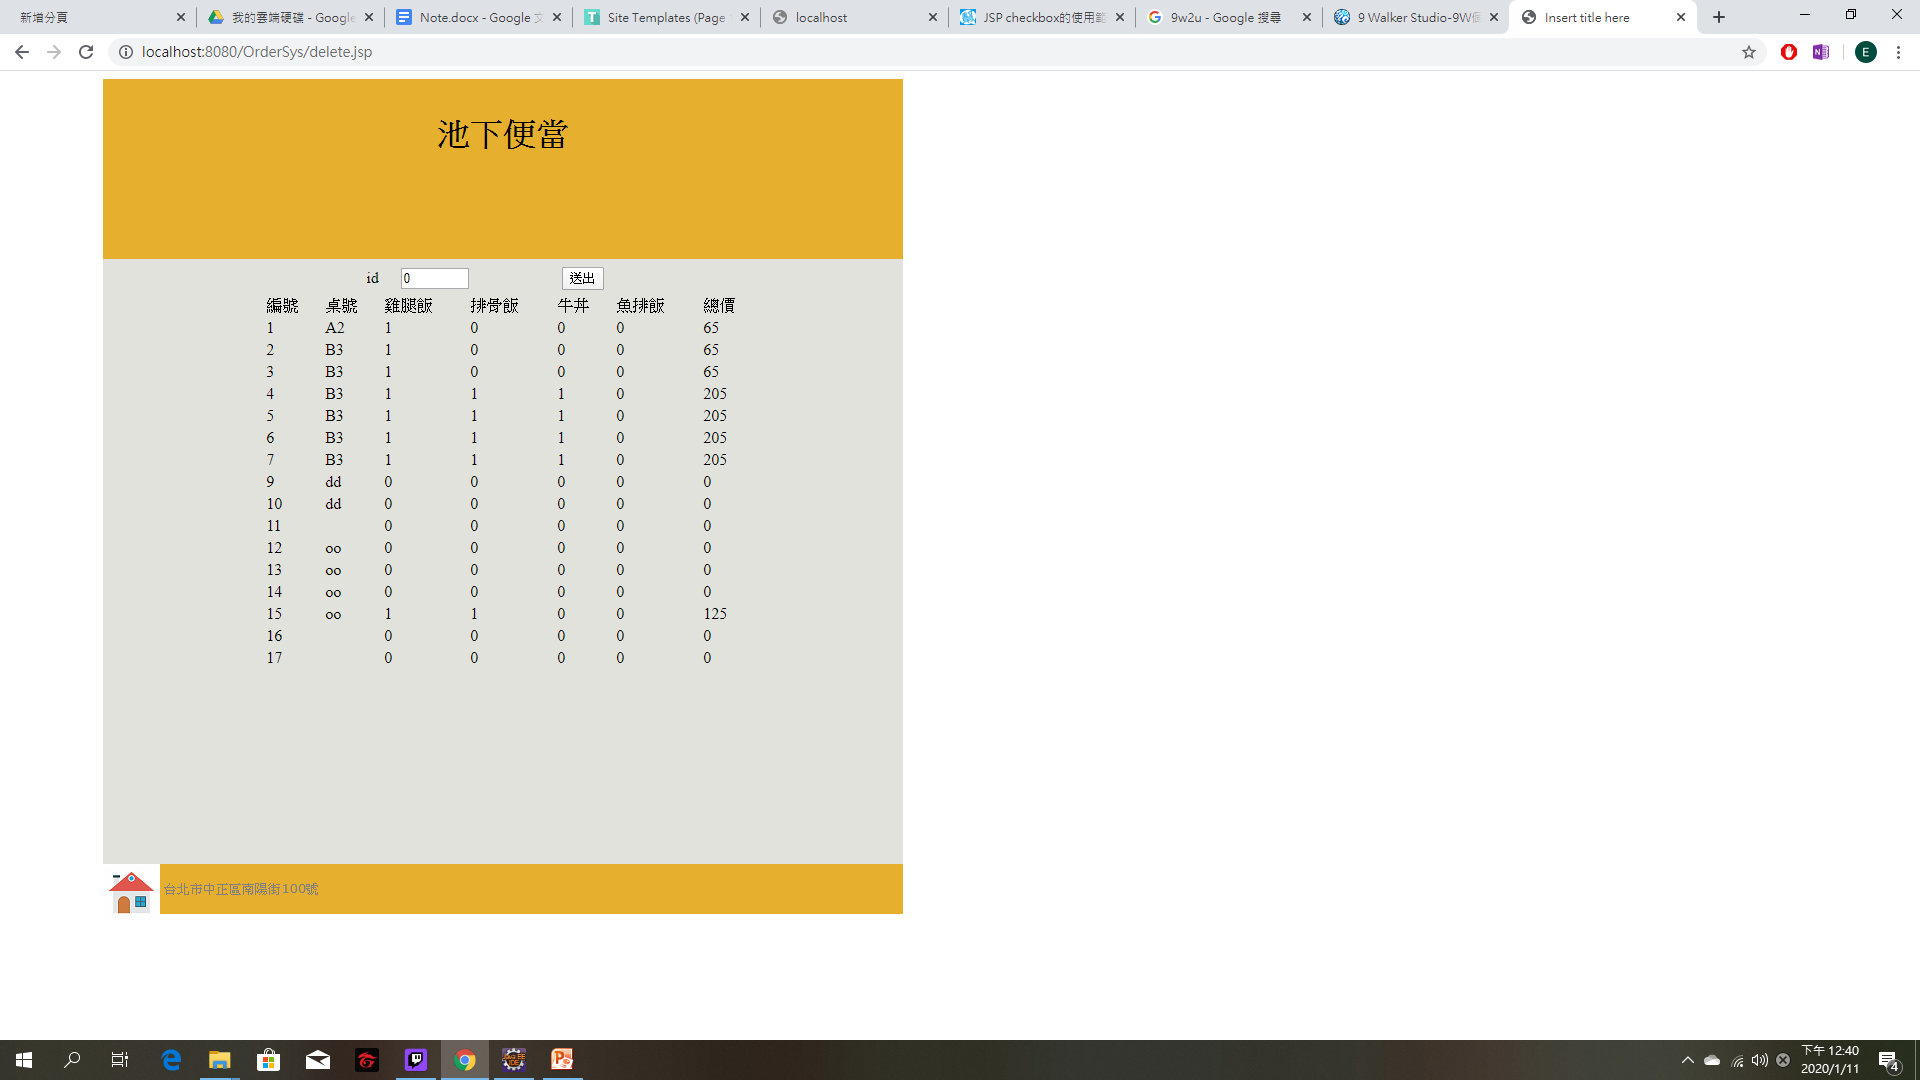 新增分頁
我的雲端硬碟 - Google
Note.docx - Google 文
Site Templates (Page
localhost
JSP checkbox的使用範
9w2u - Google 搜尋
9 Walker Studio-9W個
Insert title here
localhost:8080/OrderSys/delete.jsp
E
池下便當
id 0 送出
編號 桌號 雞腿飯 排骨飯 牛丼 魚排飯 總價
1 A2 1 0 0 0 65
2 B3 1 0 0 0 65
3 B3 1 0 0 0 65
4 B3 1 1 1 0 205
5 B3 1 1 1 0 205
6 B3 1 1 1 0 205
7 B3 1 1 1 0 205
9 dd 0 0 0 0 0
10 dd 0 0 0 0 0
11 0 0 0 0 0
12 oo 0 0 0 0 0
13 oo 0 0 0 0 0
14 oo 0 0 0 0 0
15 oo 1 1 0 0 125
16 0 0 0 0 0
17 0 0 0 0 0
台北市中正區南陽街100號
下午 12:40
2020/1/11
4